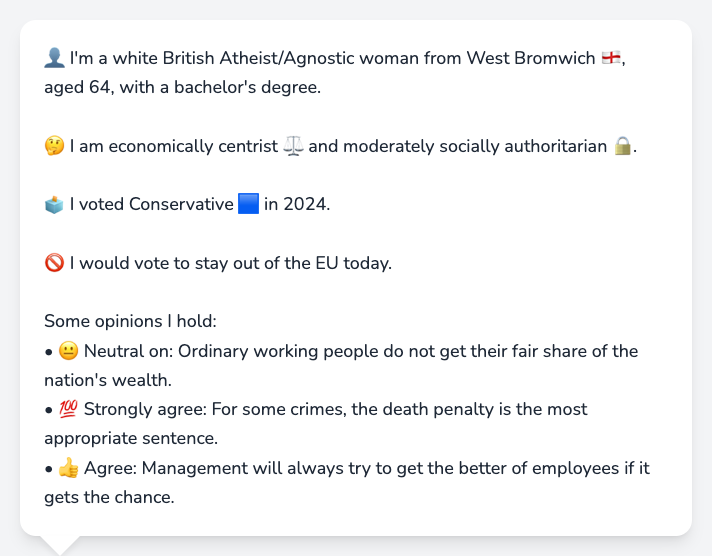 👤 I'm a white British Atheist/Agnostic woman from West Bromwich 🏴󠁧󠁢󠁥󠁮󠁧󠁿,
aged 64, with a bachelor's degree.
🤔 I am economically centrist ⚖️ and moderately socially authoritarian 🔒.
🗳️ I voted Conservative 🟦 in 2024.
🚫 I would vote to stay out of the EU today.
Some opinions I hold:
• 😐 Neutral on: Ordinary working people do not get their fair share of the
nation's wealth.
• 💯 Strongly agree: For some crimes, the death penalty is the most
appropriate sentence.
• 👍 Agree: Management will always try to get the better of employees if it
gets the chance.